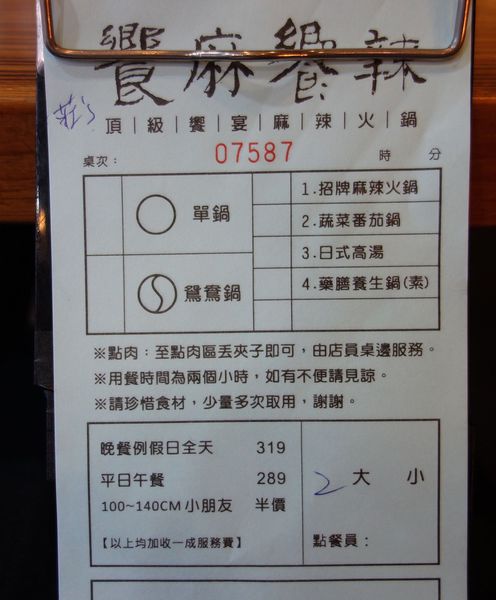 饗麻饗辣
莊's
頂級|饗宴|麻辣|火鍋
桌次：　07587　時　分
單鍋
1.招牌麻辣火鍋
2.蔬菜番茄鍋
鴛鴦鍋
3.日式高湯
4.藥膳養生鍋(素)
※點肉：至點肉區丟夾子即可，由店員桌邊服務。
※用餐時間為兩個小時，如有不便請見諒。
※請珍惜食材，少量多次取用，謝謝。
晚餐例假日全天　319
平日午餐　289
100~140CM 小朋友　半價
【以上均加收一成服務費】
2 大　小
點餐員：